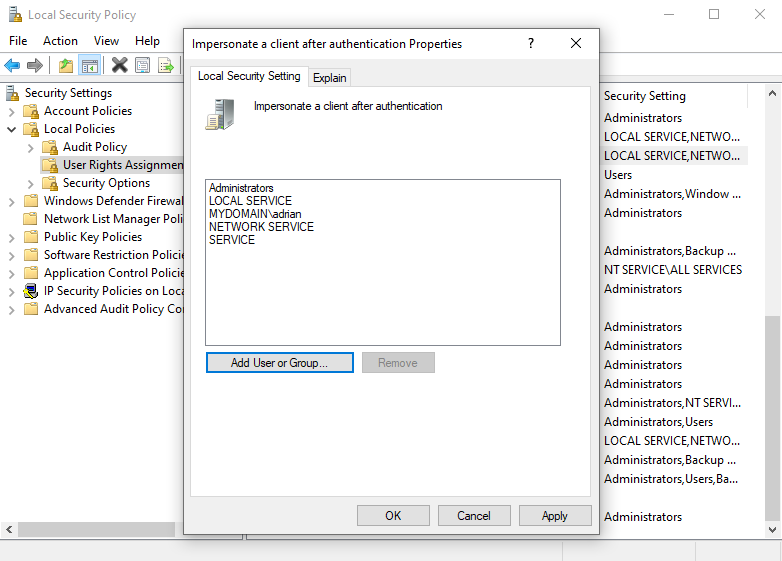 Local Security Policy
File Action View Help
Security Settings
Account Policies
Local Policies
Audit Policy
User Rights Assignmen
Security Options
Windows Defender Firewal
Network List Manager Poli
Public Key Policies
Software Restriction Policie
Application Control Policie
IP Security Policies on Loca
Advanced Audit Policy Co
Impersonate a client after authentication Properties
?
Local Security Setting Explain
Impersonate a client after authentication
Administrators
LOCAL SERVICE
MYDOMAIN\adrian
NETWORK SERVICE
SERVICE
Add User or Group... Remove
OK Cancel Apply
Security Setting
Administrators
LOCAL SERVICE,NETWO...
LOCAL SERVICE,NETWO...
Users
Administrators,Window ...
Administrators
Administrators,Backup ...
NT SERVICE\ALL SERVICES
Administrators
Administrators
Administrators
Administrators
Administrators
Administrators,NT SERVI...
Administrators,Users
LOCAL SERVICE,NETWO...
Administrators,Backup ...
Administrators,Users,Ba...
Administrators